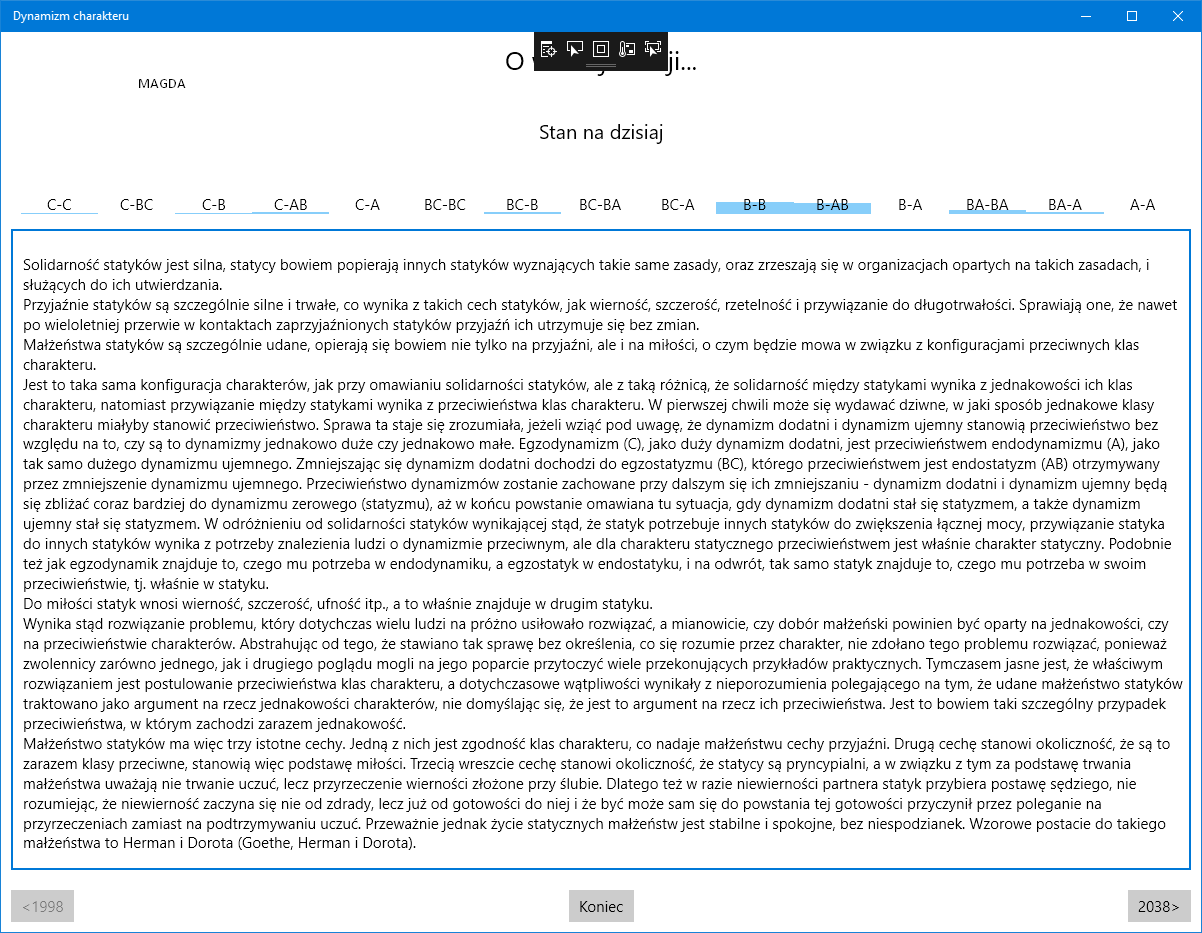 Dynamizm charakteru
O ji...
MAGDA
Stan na dzisiaj
C-C C-BC C-B C-AB C-A BC-BC BC-B BC-BA BC-A B-B B-AB B-A BA-BA BA-A A-A
Solidarność statyków jest silna, statycy bowiem popierają innych statyków wyznających takie same zasady, oraz zrzeszają się w organizacjach opartych na takich zasadach, i
służących do ich utwierdzania.
Przyjaźnie statyków są szczególnie silne i trwałe, co wynika z takich cech statyków, jak wierność, szczerość, rzetelność i przywiązanie do długotrwałości. Sprawiają one, że nawet
po wieloletniej przerwie w kontaktach zaprzyjaźnionych statyków przyjaźń ich utrzymuje się bez zmian.
Małżeństwa statyków są szczególnie udane, opierają się bowiem nie tylko na przyjaźni, ale i na miłości, o czym będzie mowa w związku z konfiguracjami przeciwnych klas
charakteru.
Jest to taka sama konfiguracja charakterów, jak przy omawianiu solidarności statyków, ale z taką różnicą, że solidarność między statykami wynika z jednakowości ich klas
charakteru, natomiast przywiązanie między statykami wynika z przeciwieństwa klas charakteru. W pierwszej chwili może się wydawać dziwne, w jaki sposób jednakowe klasy
charakteru miałyby stanowić przeciwieństwo. Sprawa ta staje się zrozumiała, jeżeli wziąć pod uwagę, że dynamizm dodatni i dynamizm ujemny stanowią przeciwieństwo bez
względu na to, czy są to dynamizmy jednakowo duże czy jednakowo małe. Egzodynamizm (C), jako duży dynamizm dodatni, jest przeciwieństwem endodynamizmu (A), jako
tak samo dużego dynamizmu ujemnego. Zmniejszając się dynamizm dodatni dochodzi do egzostatyzmu (BC), którego przeciwieństwem jest endostatyzm (AB) otrzymywany
przez zmniejszenie dynamizmu ujemnego. Przeciwieństwo dynamizmów zostanie zachowane przy dalszym się ich zmniejszaniu - dynamizm dodatni i dynamizm ujemny będą
się zbliżać coraz bardziej do dynamizmu zerowego (statyzmu), aż w końcu powstanie omawiana tu sytuacja, gdy dynamizm dodatni stał się statyzmem, a także dynamizm
ujemny stał się statyzmem. W odróżnieniu od solidarności statyków wynikającej stąd, że statyk potrzebuje innych statyków do zwiększenia łącznej mocy, przywiązanie statyka
do innych statyków wynika z potrzeby znalezienia ludzi o dynamizmie przeciwnym, ale dla charakteru statycznego przeciwieństwem jest właśnie charakter statyczny. Podobnie
też jak egzodynamik znajduje to, czego mu potrzeba w endodynamiku, a egzostatyk w endostatyku, i na odwrót, tak samo statyk znajduje to, czego mu potrzeba w swoim
przeciwieństwie, tj. właśnie w statyku.
Do miłości statyk wnosi wierność, szczerość, ufność itp., a to właśnie znajduje w drugim statyku.
Wynika stąd rozwiązanie problemu, który dotychczas wielu ludzi na próżno usiłowało rozwiązać, a mianowicie, czy dobór małżeński powinien być oparty na jednakowości, czy
na przeciwieństwie charakterów. Abstrahując od tego, że stawiano tak sprawę bez określenia, co się rozumie przez charakter, nie zdołano tego problemu rozwiązać, ponieważ
zwolennicy zarówno jednego, jak i drugiego poglądu mogli na jego poparcie przytoczyć wiele przekonujących przykładów praktycznych. Tymczasem jasne jest, że właściwym
rozwiązaniem jest postulowanie przeciwieństwa klas charakteru, a dotychczasowe wątpliwości wynikały z nieporozumienia polegającego na tym, że udane małżeństwo statyków
traktowano jako argument na rzecz jednakowości charakterów, nie domyślając się, że jest to argument na rzecz ich przeciwieństwa. Jest to bowiem taki szczególny przypadek
przeciwieństwa, w którym zachodzi zarazem jednakowość.
Małżeństwo statyków ma więc trzy istotne cechy. Jedną z nich jest zgodność klas charakteru, co nadaje małżeństwu cechy przyjaźni. Drugą cechę stanowi okoliczność, że są to
zarazem klasy przeciwne, stanowią więc podstawę miłości. Trzecią wreszcie cechę stanowi okoliczność, że statycy są pryncypialni, a w związku z tym za podstawę trwania
małżeństwa uważają nie trwanie uczuć, lecz przyrzeczenie wierności złożone przy ślubie. Dlatego też w razie niewierności partnera statyk przybiera postawę sędziego, nie
rozumiejąc, że niewierność zaczyna się nie od zdrady, lecz już od gotowości do niej i że być może sam się do powstania tej gotowości przyczynił przez poleganie na
przyrzeczeniach zamiast na podtrzymywaniu uczuć. Przeważnie jednak życie statycznych małżeństw jest stabilne i spokojne, bez niespodzianek. Wzorowe postacie do takiego
małżeństwa to Herman i Dorota (Goethe, Herman i Dorota).
<1998 Koniec 2038>